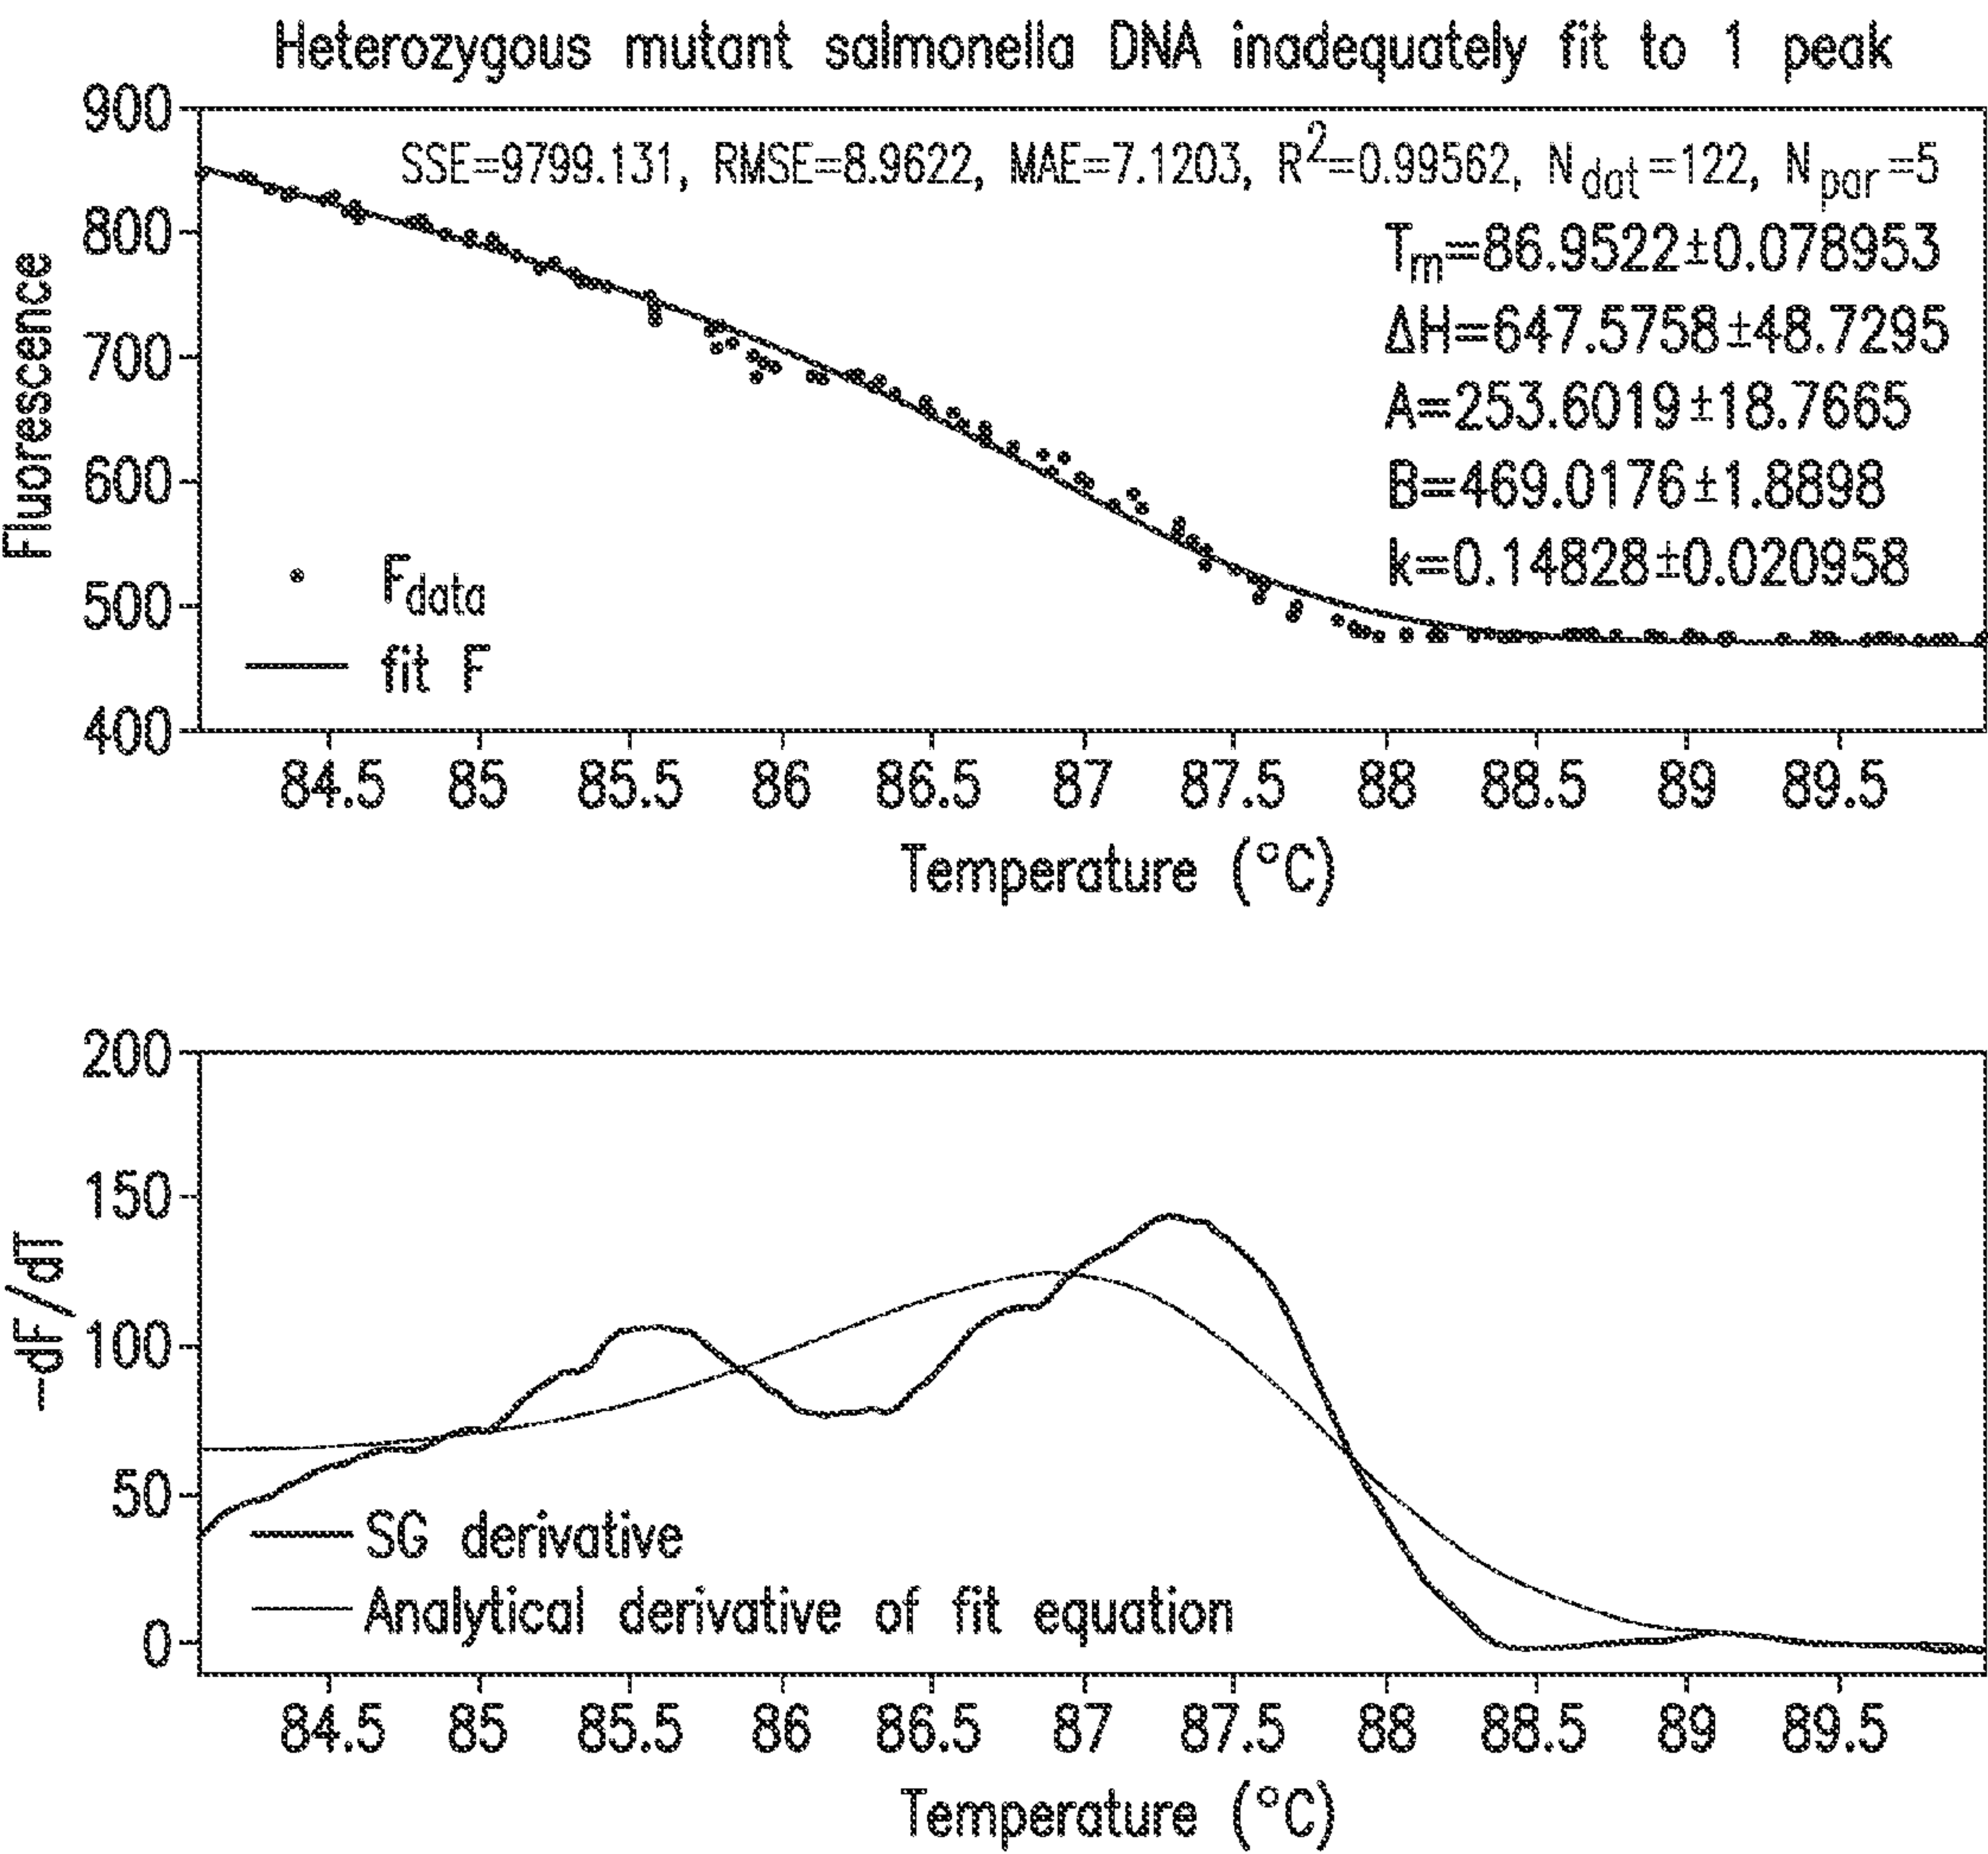 Heterozygous mutant salmonella DNA inadequately fit to 1 peak
900
SSE=9799.131, RMSE=8.9622, MAE=7.1203, R²=0.99562, N_dat=122, N_par=5
800
T_m=86.9522±0.078953
ΔH=647.5758±48.7295
700
A=253.6019±18.7665
600
B=469.0176±1.8898
k=0.14828±0.020958
Fluorescence
F_data
500
fit F
400
84.5 85 85.5 86 86.5 87 87.5 88 88.5 89 89.5
Temperature (°C)
200
150
−dF/dT
100
50
SG derivative
Analytical derivative of fit equation
0
84.5 85 85.5 86 86.5 87 87.5 88 88.5 89 89.5
Temperature (°C)